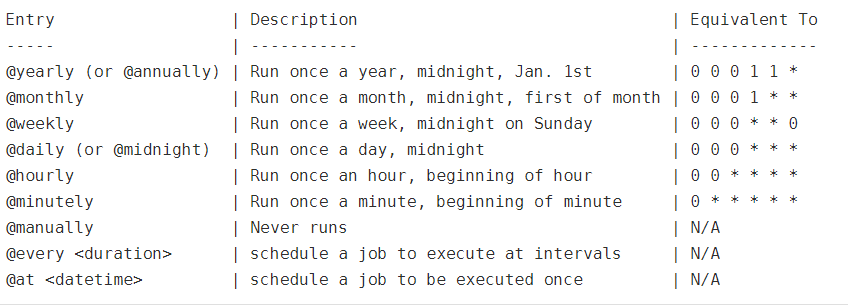 Entry                  | Description                              | Equivalent To
-----                  | -----------                              | -------------
@yearly (or @annually) | Run once a year, midnight, Jan. 1st      | 0 0 0 1 1 *
@monthly               | Run once a month, midnight, first of month | 0 0 0 1 * *
@weekly                | Run once a week, midnight on Sunday      | 0 0 0 * * 0
@daily (or @midnight)  | Run once a day, midnight                 | 0 0 0 * * *
@hourly                | Run once an hour, beginning of hour      | 0 0 * * * *
@minutely              | Run once a minute, beginning of minute   | 0 * * * * *
@manually              | Never runs                               | N/A
@every <duration>      | schedule a job to execute at intervals   | N/A
@at <datetime>         | schedule a job to be executed once       | N/A